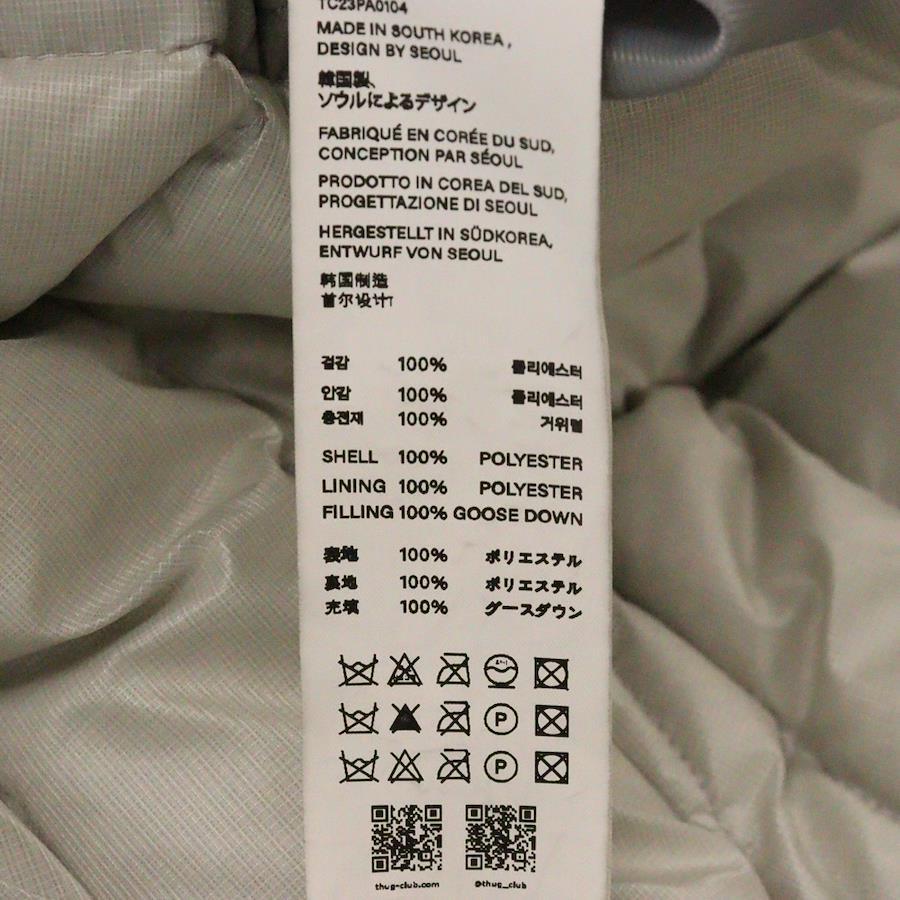 TC23PA0104
MADE IN SOUTH KOREA,
DESIGN BY SEOUL
韓国製、
ソウルによるデザイン
FABRIQUÉ EN CORÉE DU SUD,
CONCEPTION PAR SÉOUL
PRODOTTO IN COREA DEL SUD,
PROGETTAZIONE DI SEOUL
HERGESTELLT IN SÜDKOREA,
ENTWURF VON SEOUL
韩国制造
首尔设计
겉감 100% 폴리에스터
안감 100% 폴리에스터
충전재 100% 거위털
SHELL 100% POLYESTER
LINING 100% POLYESTER
FILLING 100% GOOSE DOWN
表地 100% ポリエステル
裏地 100% ポリエステル
充填 100% グースダウン
P
P
thug-club.com @thug_club